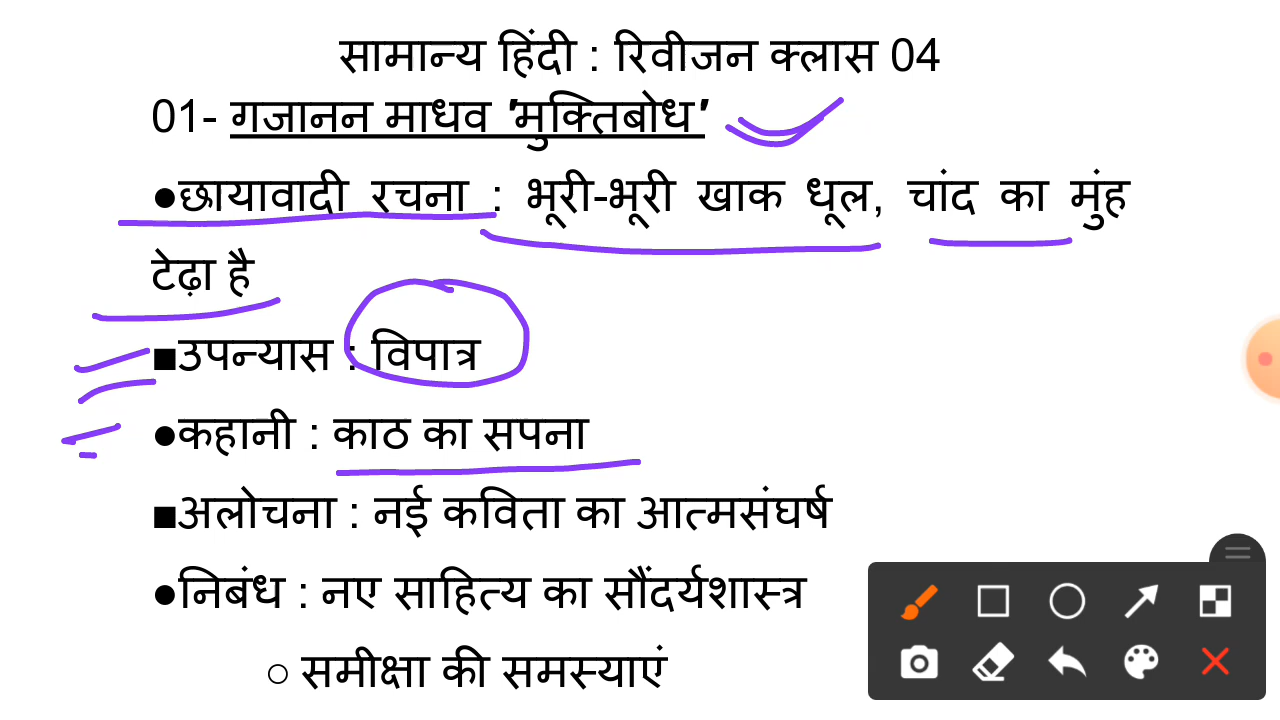 सामान्य हिंदी : रिवीजन क्लास 04
01- गजानन माधव 'मुक्तिबोध'
●छायावादी रचना : भूरी-भूरी खाक धूल, चांद का मुंह
टेढ़ा है
■उपन्यास : विपात्र
●कहानी : काठ का सपना
■अलोचना : नई कविता का आत्मसंघर्ष
●निबंध : नए साहित्य का सौंदर्यशास्त्र
○ समीक्षा की समस्याएं